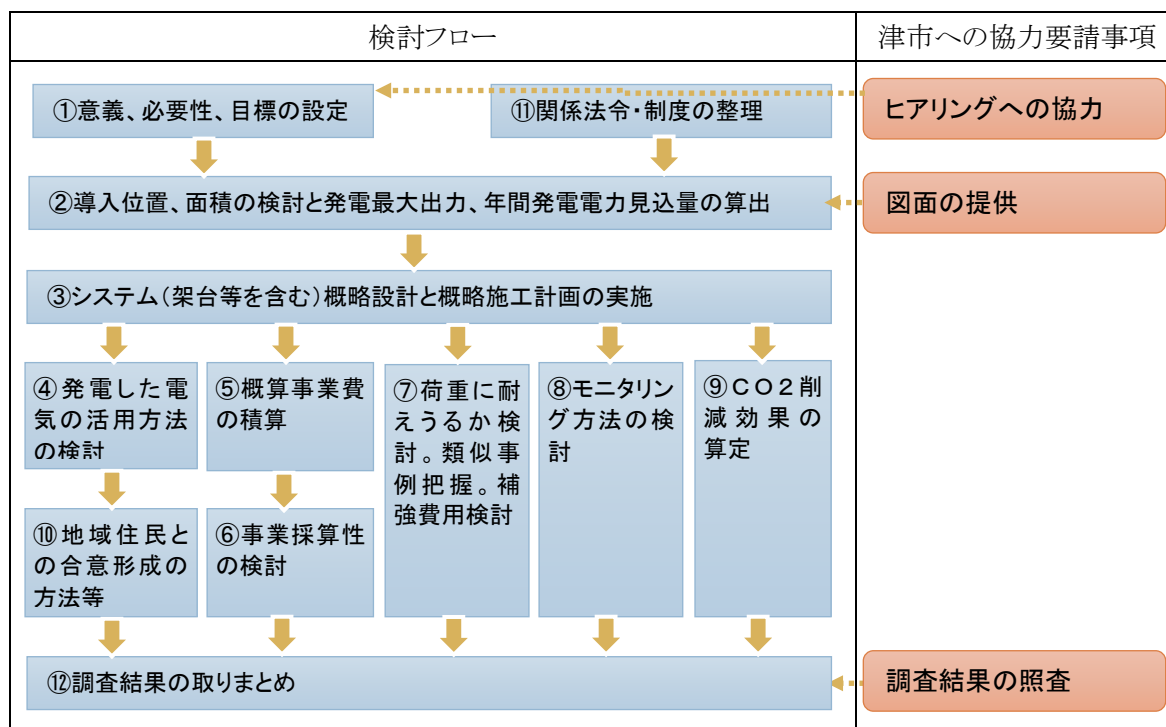 検討フロー
津市への協力要請事項
①意義、必要性、目標の設定
⑪関係法令・制度の整理
ヒアリングへの協力
②導入位置、面積の検討と発電最大出力、年間発電電力見込量の算出
図面の提供
③システム(架台等を含む)概略設計と概略施工計画の実施
④発電した電
気の活用方法
の検討
⑤概算事業費
の積算
⑦荷重に耐
えうるか検
討。類似事
例把握。補
強費用検討
⑧モニタリン
グ方法の検
討
⑨CO2削
減効果の
算定
⑩地域住民と
の合意形成の
方法等
⑥事業採算性
の検討
⑫調査結果の取りまとめ
調査結果の照査